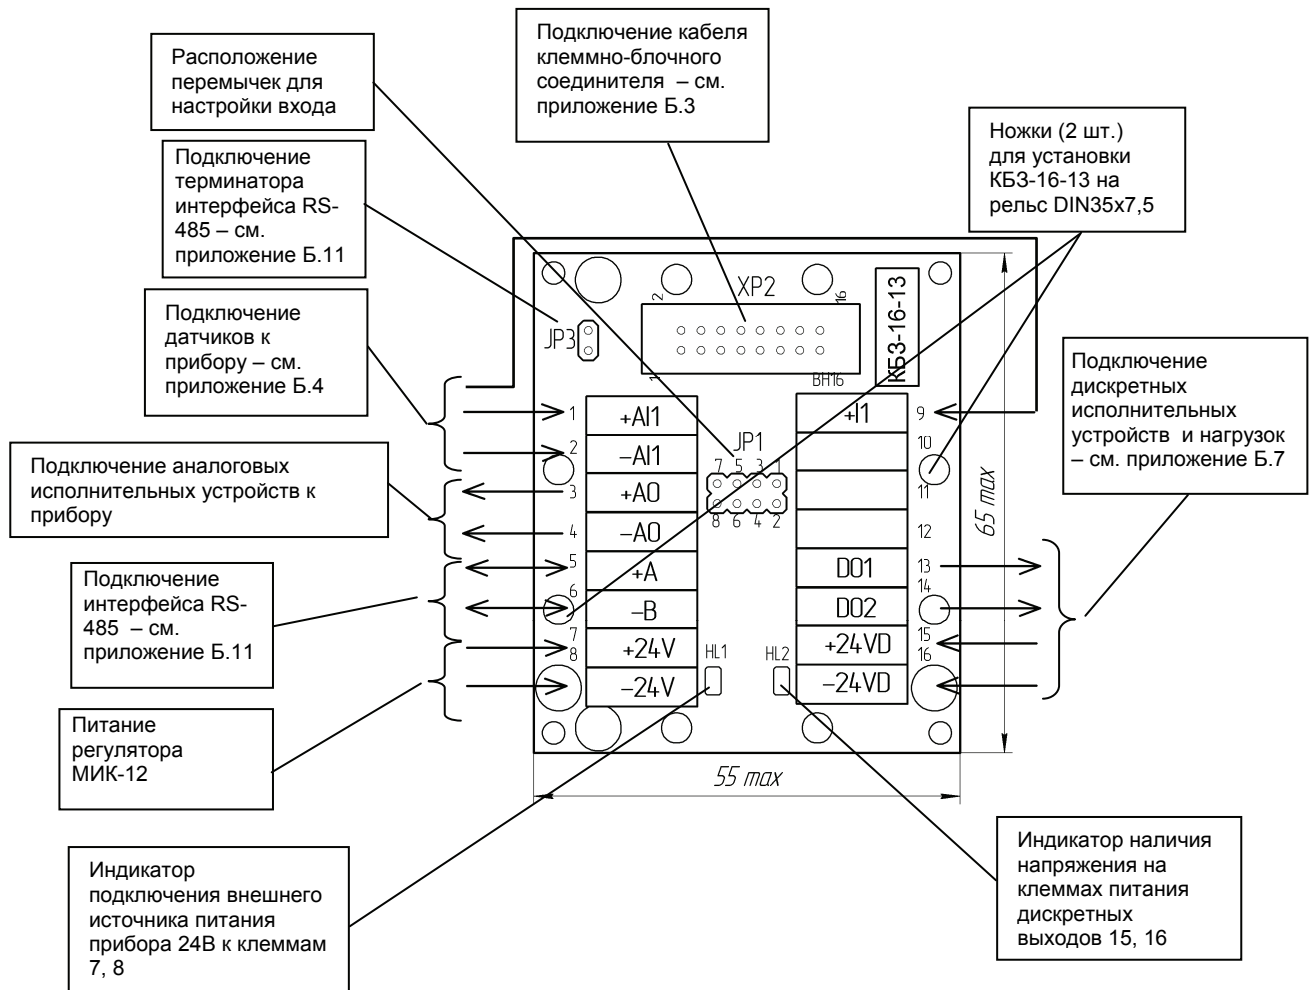 Подключение кабеля
клеммно-блочного
соединителя – см.
приложение Б.3
Расположение
перемычек для
настройки входа
Ножки (2 шт.)
для установки
КБЗ-16-13 на
рельс DIN35x7,5
Подключение
терминатора
интерфейса RS-
485 – см.
приложение Б.11
Подключение
датчиков к
прибору – см.
приложение Б.4
Подключение аналоговых
исполнительных устройств к
прибору
Подключение
интерфейса RS-
485 – см.
приложение Б.11
Питание
регулятора
МИК-12
Индикатор
подключения внешнего
источника питания
прибора 24В к клеммам
7, 8
Подключение
дискретных
исполнительных
устройств и нагрузок
– см. приложение Б.7
Индикатор наличия
напряжения на
клеммах питания
дискретных
выходов 15, 16
XP2
2
16
1
BH16
КБЗ-16-13
JP3
JP1
7 5 3 1
8 6 4 2
1 +AI1
2 –AI1
3 +AO
4 –AO
5 +A
6 –B
7 +24V
8 –24V
+I1 9
10
11
12
DO1 13
DO2 14
+24VD 15
–24VD 16
HL1
HL2
65 max
55 max